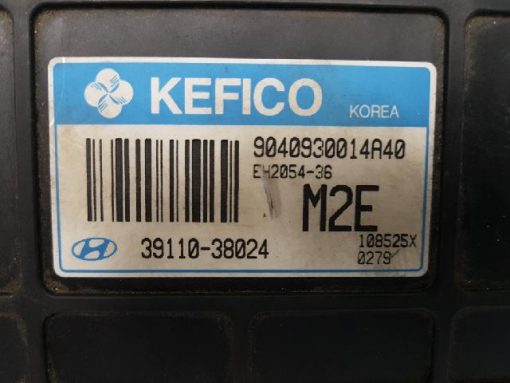 KEFICO KOREA
9040930014A40
EH2054-36
M2E
39110-38024
108525X
0279